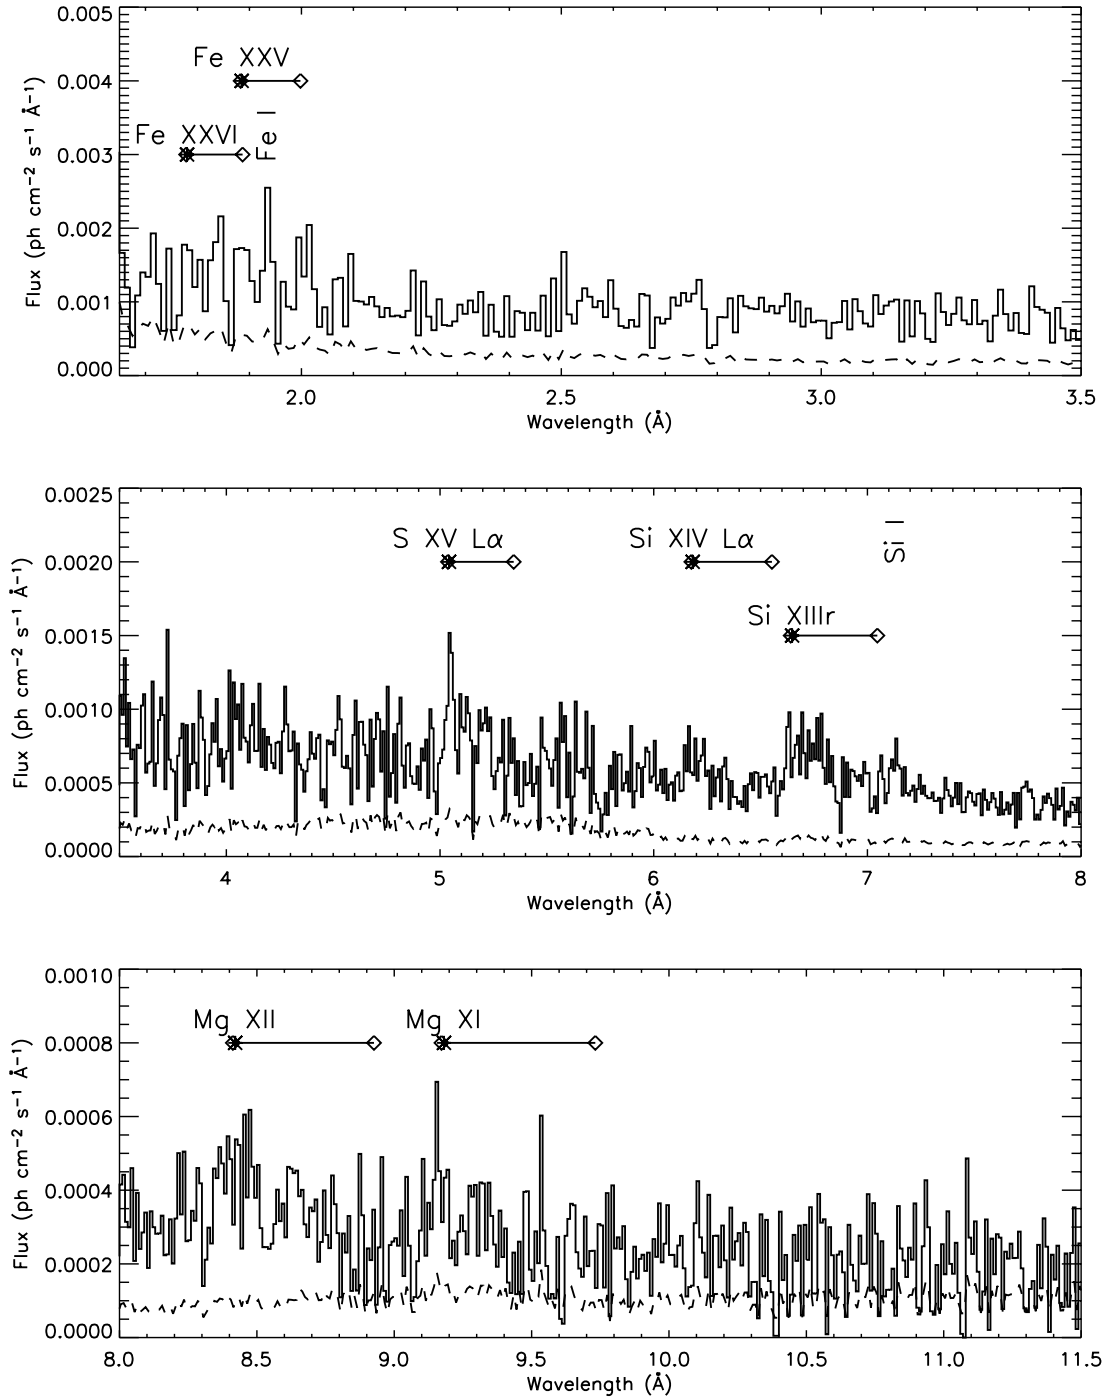 0.005
Fe XXV
0.004
Fe XXVI
Fe I
0.003
0.002
0.001
0.000
Flux (ph cm⁻² s⁻¹ Å⁻¹)
2.0 2.5 3.0 3.5
Wavelength (Å)
0.0025
S XV Lα
Si XIV Lα
Si I
0.0020
Si XIIIr
0.0015
0.0010
0.0005
0.0000
Flux (ph cm⁻² s⁻¹ Å⁻¹)
4 5 6 7 8
Wavelength (Å)
0.0010
Mg XII
Mg XI
0.0008
0.0006
0.0004
0.0002
0.0000
Flux (ph cm⁻² s⁻¹ Å⁻¹)
8.0 8.5 9.0 9.5 10.0 10.5 11.0 11.5
Wavelength (Å)